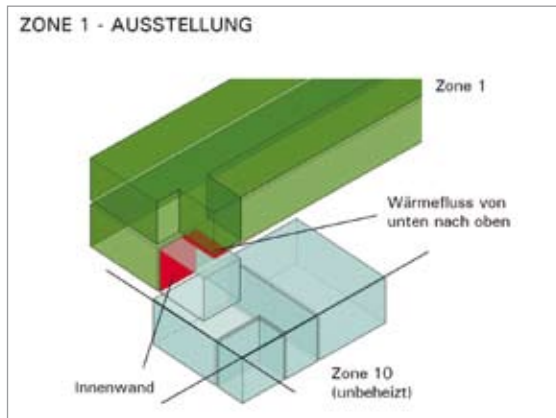 ZONE 1 - AUSSTELLUNG
Zone 1
Wärmefluss von
unten nach oben
Innenwand
Zone 10
(unbeheizt)